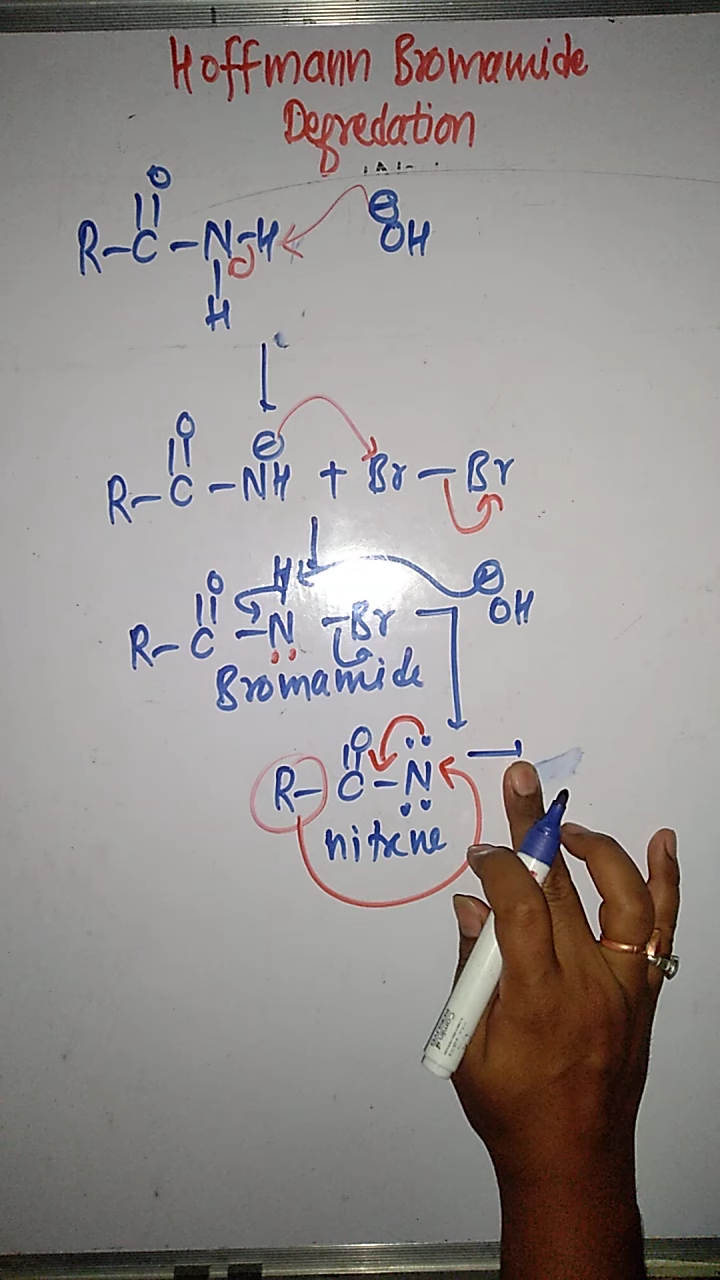 Hoffmann Bromamide
Degredation
O
||
R-C-N-H ⊖OH
|
H
O
||
⊖
R-C-NH + Br-Br
O H ⊖OH
||
R-C-N-Br
Bromamide
O
||
R-C-N
nitrene